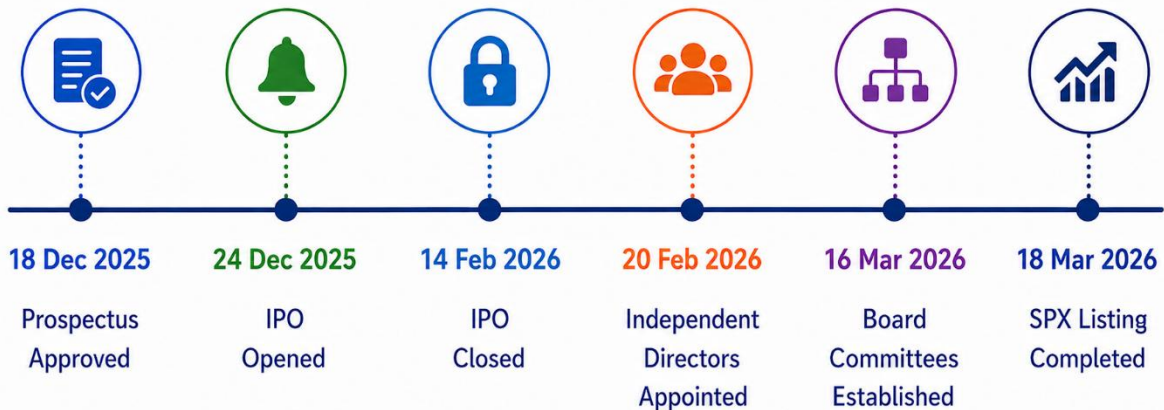 18 Dec 2025
Prospectus
Approved
24 Dec 2025
IPO
Opened
14 Feb 2026
IPO
Closed
20 Feb 2026
Independent
Directors
Appointed
16 Mar 2026
Board
Committees
Established
18 Mar 2026
SPX Listing
Completed